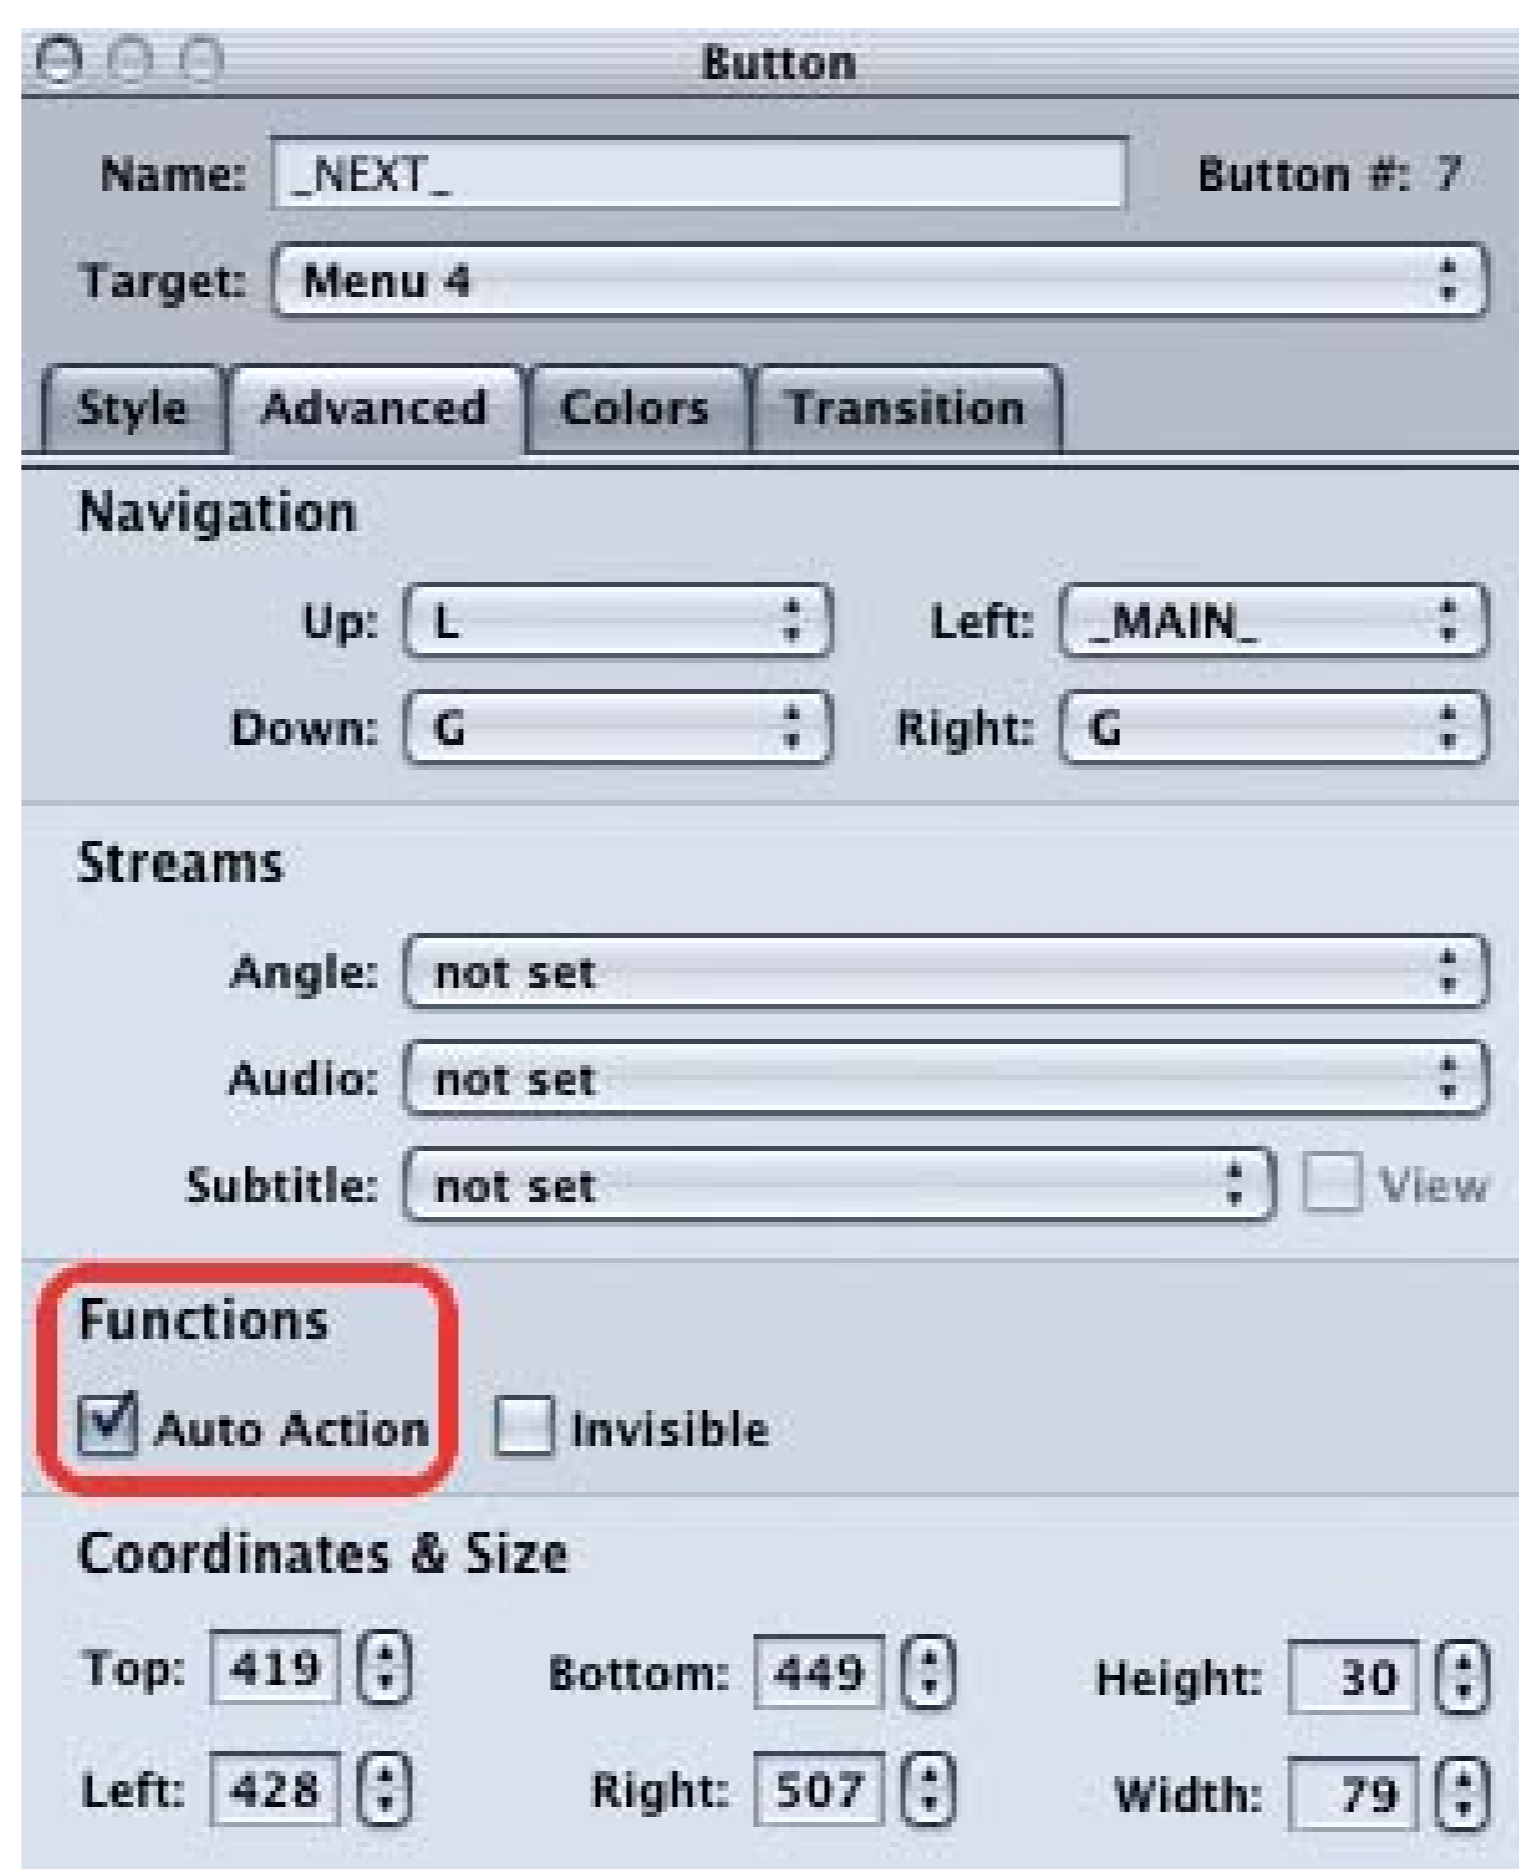 Button
Name: _NEXT_ Button #: 7
Target: Menu 4
Style Advanced Colors Transition
Navigation
Up: L Left: _MAIN_
Down: G Right: G
Streams
Angle: not set
Audio: not set
Subtitle: not set View
Functions
Auto Action Invisible
Coordinates & Size
Top: 419 Bottom: 449 Height: 30
Left: 428 Right: 507 Width: 79